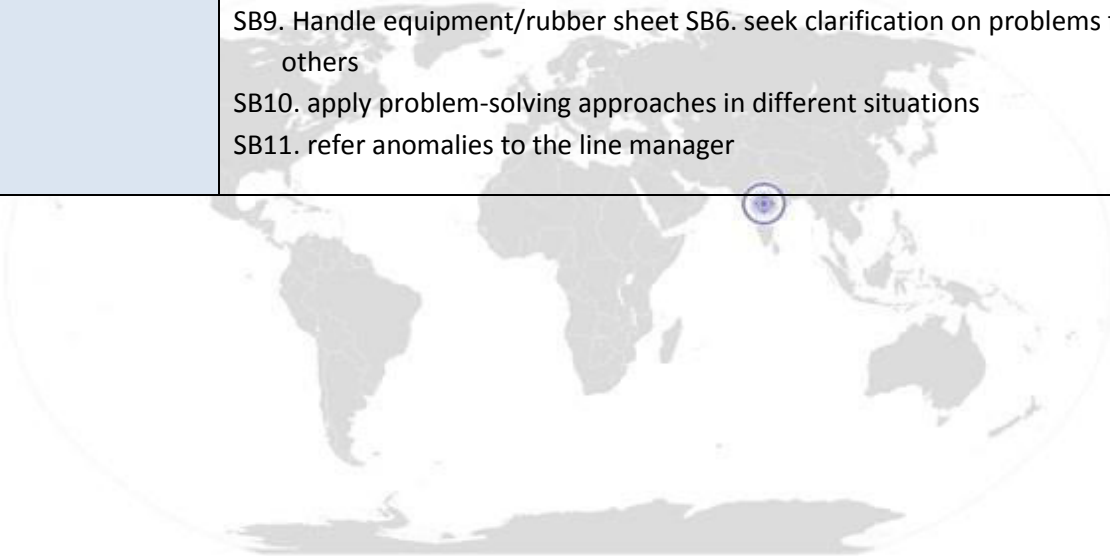 SB9. Handle equipment/rubber sheet SB6. seek clarification on problems
others
SB10. apply problem-solving approaches in different situations
SB11. refer anomalies to the line manager